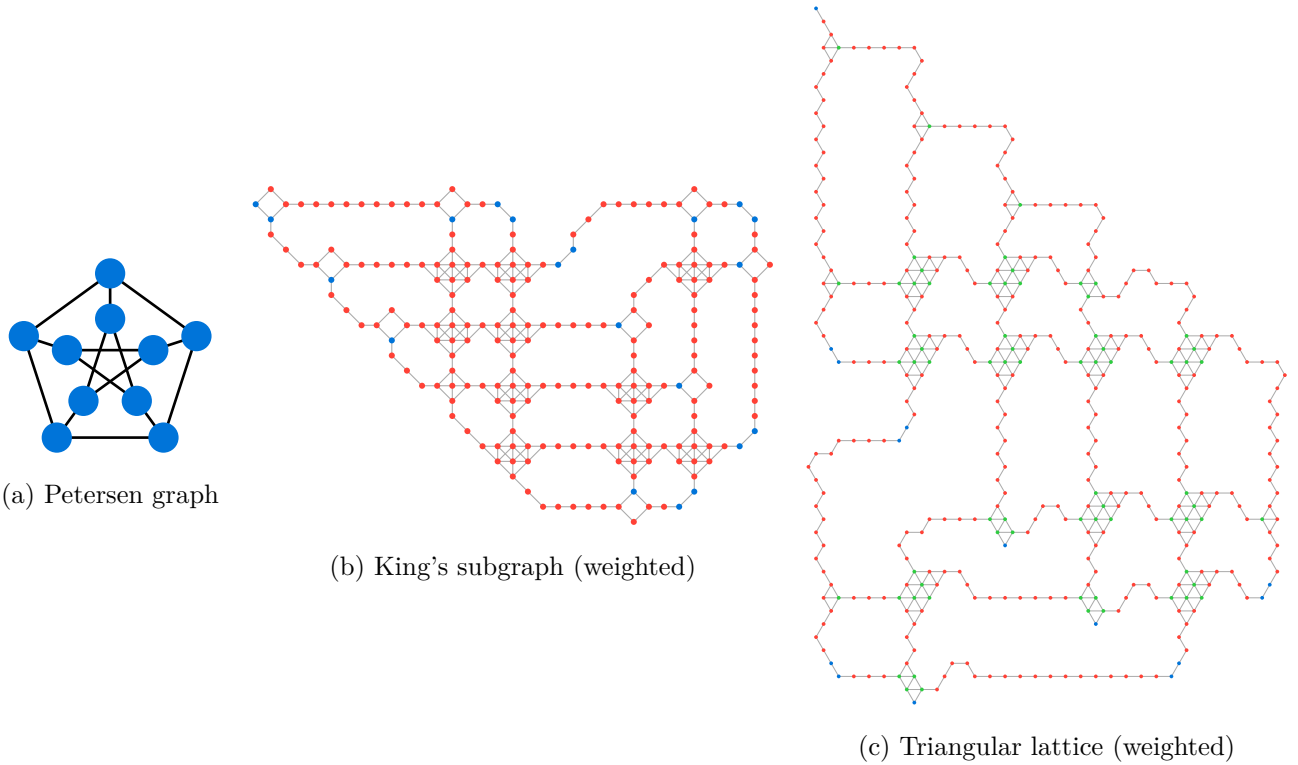 (a) Petersen graph
(b) King's subgraph (weighted)
(c) Triangular lattice (weighted)